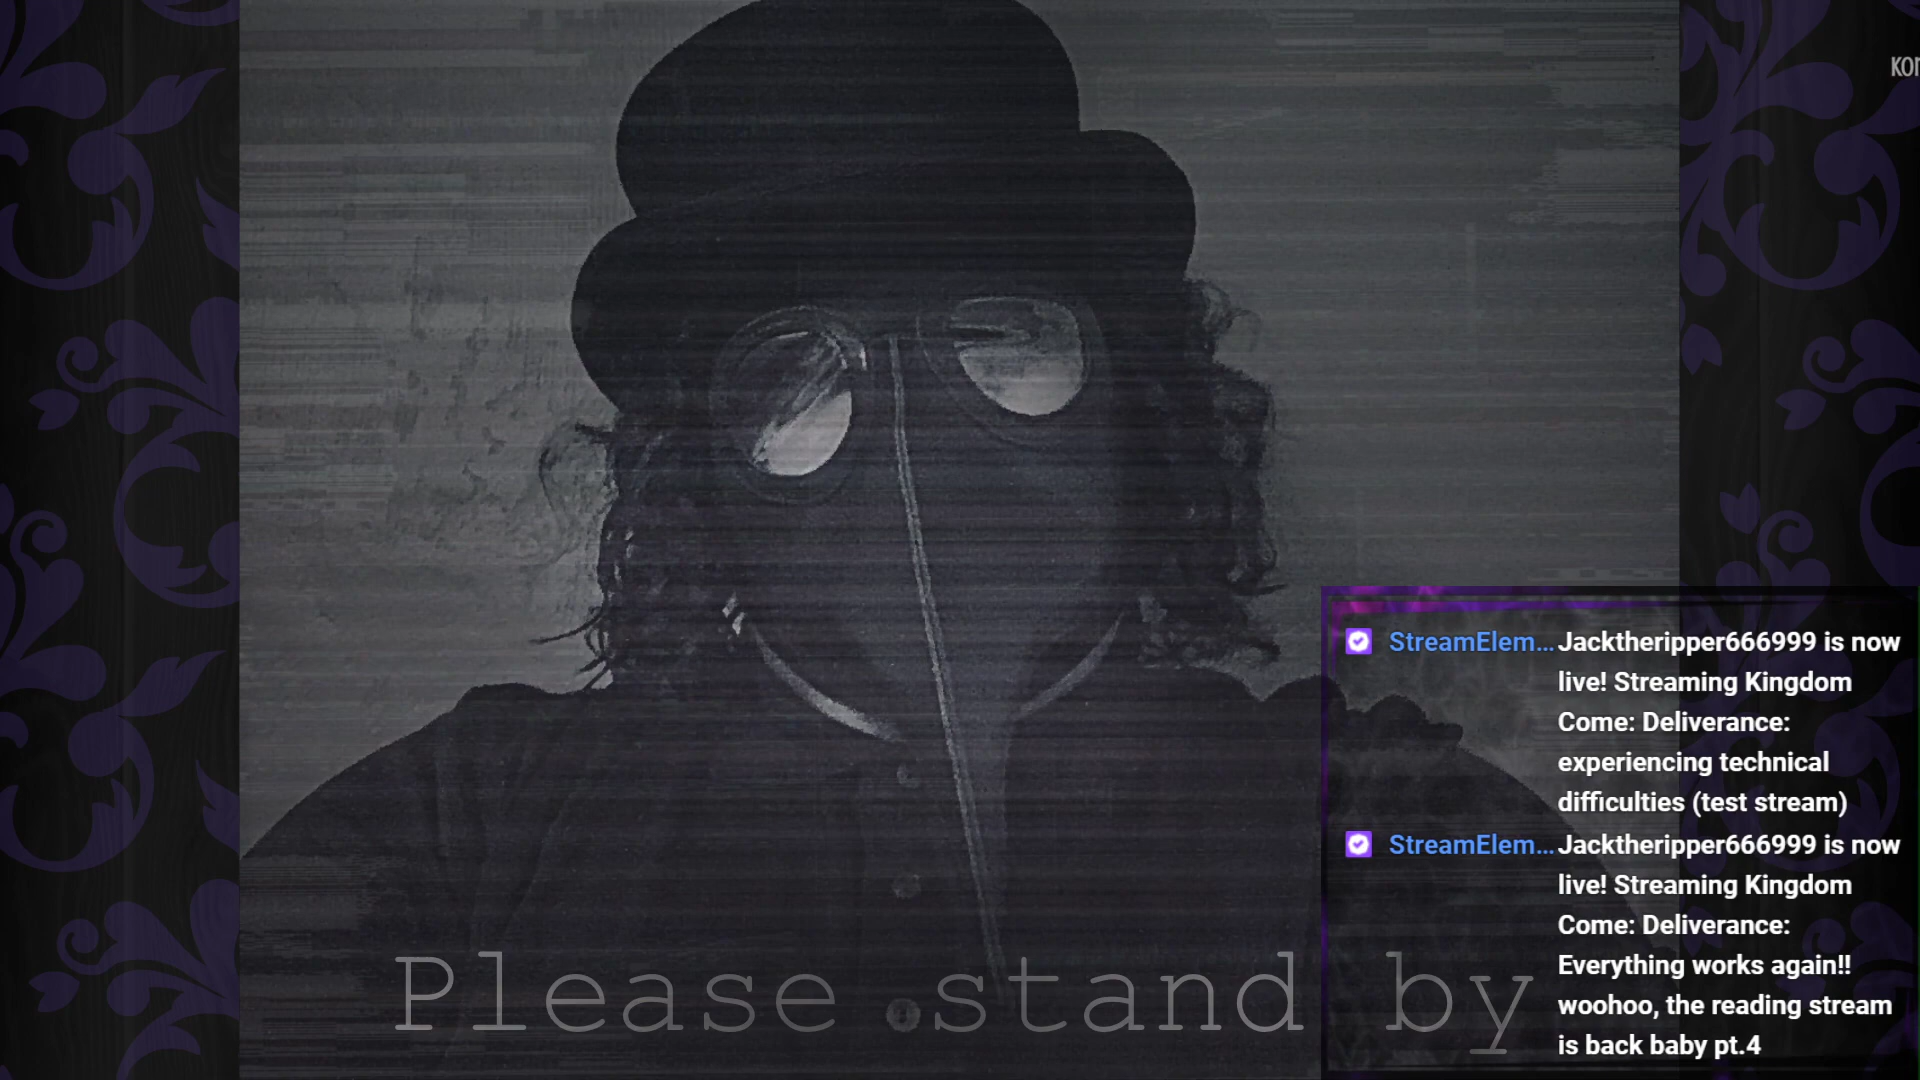 StreamElem... Jacktheripper666999 is now
live! Streaming Kingdom
Come: Deliverance:
experiencing technical
difficulties (test stream)
StreamElem... Jacktheripper666999 is now
live! Streaming Kingdom
Come: Deliverance:
Everything works again!!
woohoo, the reading stream
is back baby pt.4
Please stand by